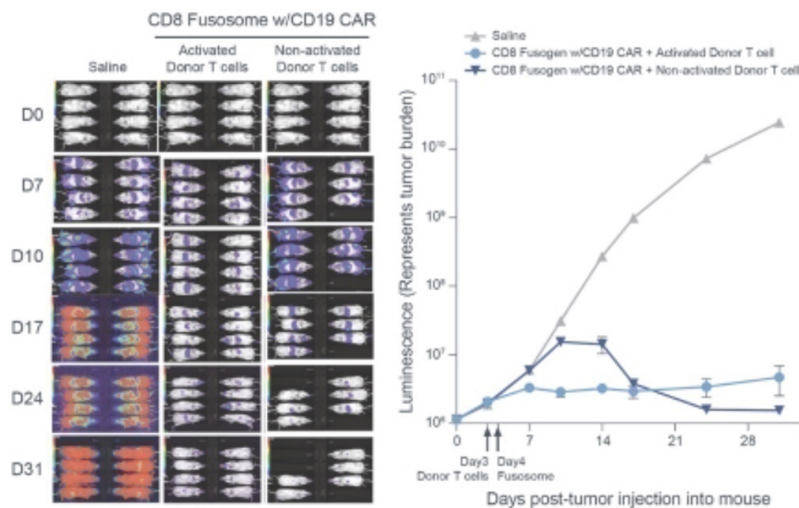 CD8 Fusosome w/CD19 CAR
Saline
Activated
Donor T cells
Non-activated
Donor T cells
D0
D7
D10
D17
D24
D31
Saline
CD8 Fusogen w/CD19 CAR + Activated Donor T cell
CD8 Fusogen w/CD19 CAR + Non-activated Donor T cell
Luminescence (Represents tumor burden)
10¹¹
10¹⁰
10⁹
10⁸
10⁷
10⁶
0 7 14 21 28
Day3 Day4
Donor T cells Fusosome
Days post-tumor injection into mouse